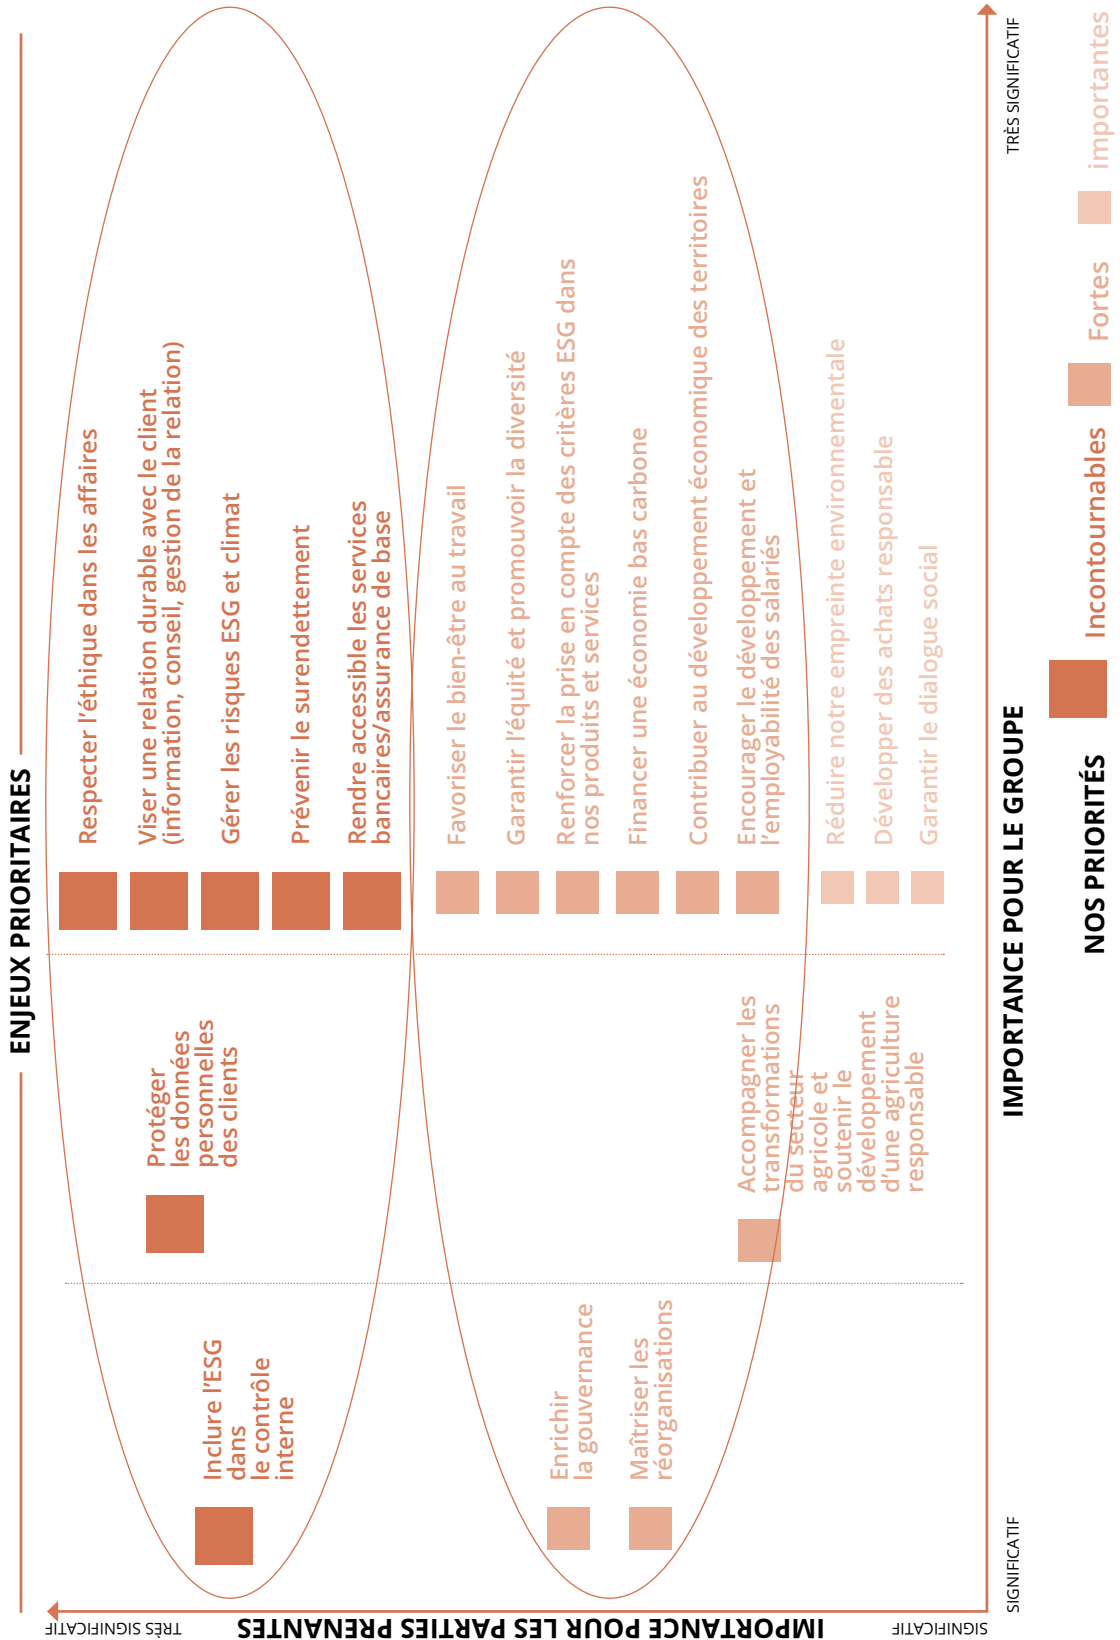 ENJEUX PRIORITAIRES
TRÈS SIGNIFICATIF
IMPORTANCE POUR LES PARTIES PRENANTES
SIGNIFICATIF
Inclure l'ESG
dans
le contrôle
interne
Protéger
les données
personnelles
des clients
Respecter l'éthique dans les affaires
Viser une relation durable avec le client
(information, conseil, gestion de la relation)
Gérer les risques ESG et climat
Prévenir le surendettement
Rendre accessible les services
bancaires/assurance de base
Enrichir
la gouvernance
Maîtriser les
réorganisations
Accompagner les
transformations
du secteur
agricole et
soutenir le
développement
d'une agriculture
responsable
Favoriser le bien-être au travail
Garantir l'équité et promouvoir la diversité
Renforcer la prise en compte des critères ESG dans
nos produits et services
Financer une économie bas carbone
Contribuer au développement économique des territoires
Encourager le développement et
l'employabilité des salariés
Réduire notre empreinte environnementale
Développer des achats responsable
Garantir le dialogue social
SIGNIFICATIF
IMPORTANCE POUR LE GROUPE
TRÈS SIGNIFICATIF
NOS PRIORITÉS
Incontournables
Fortes
importantes